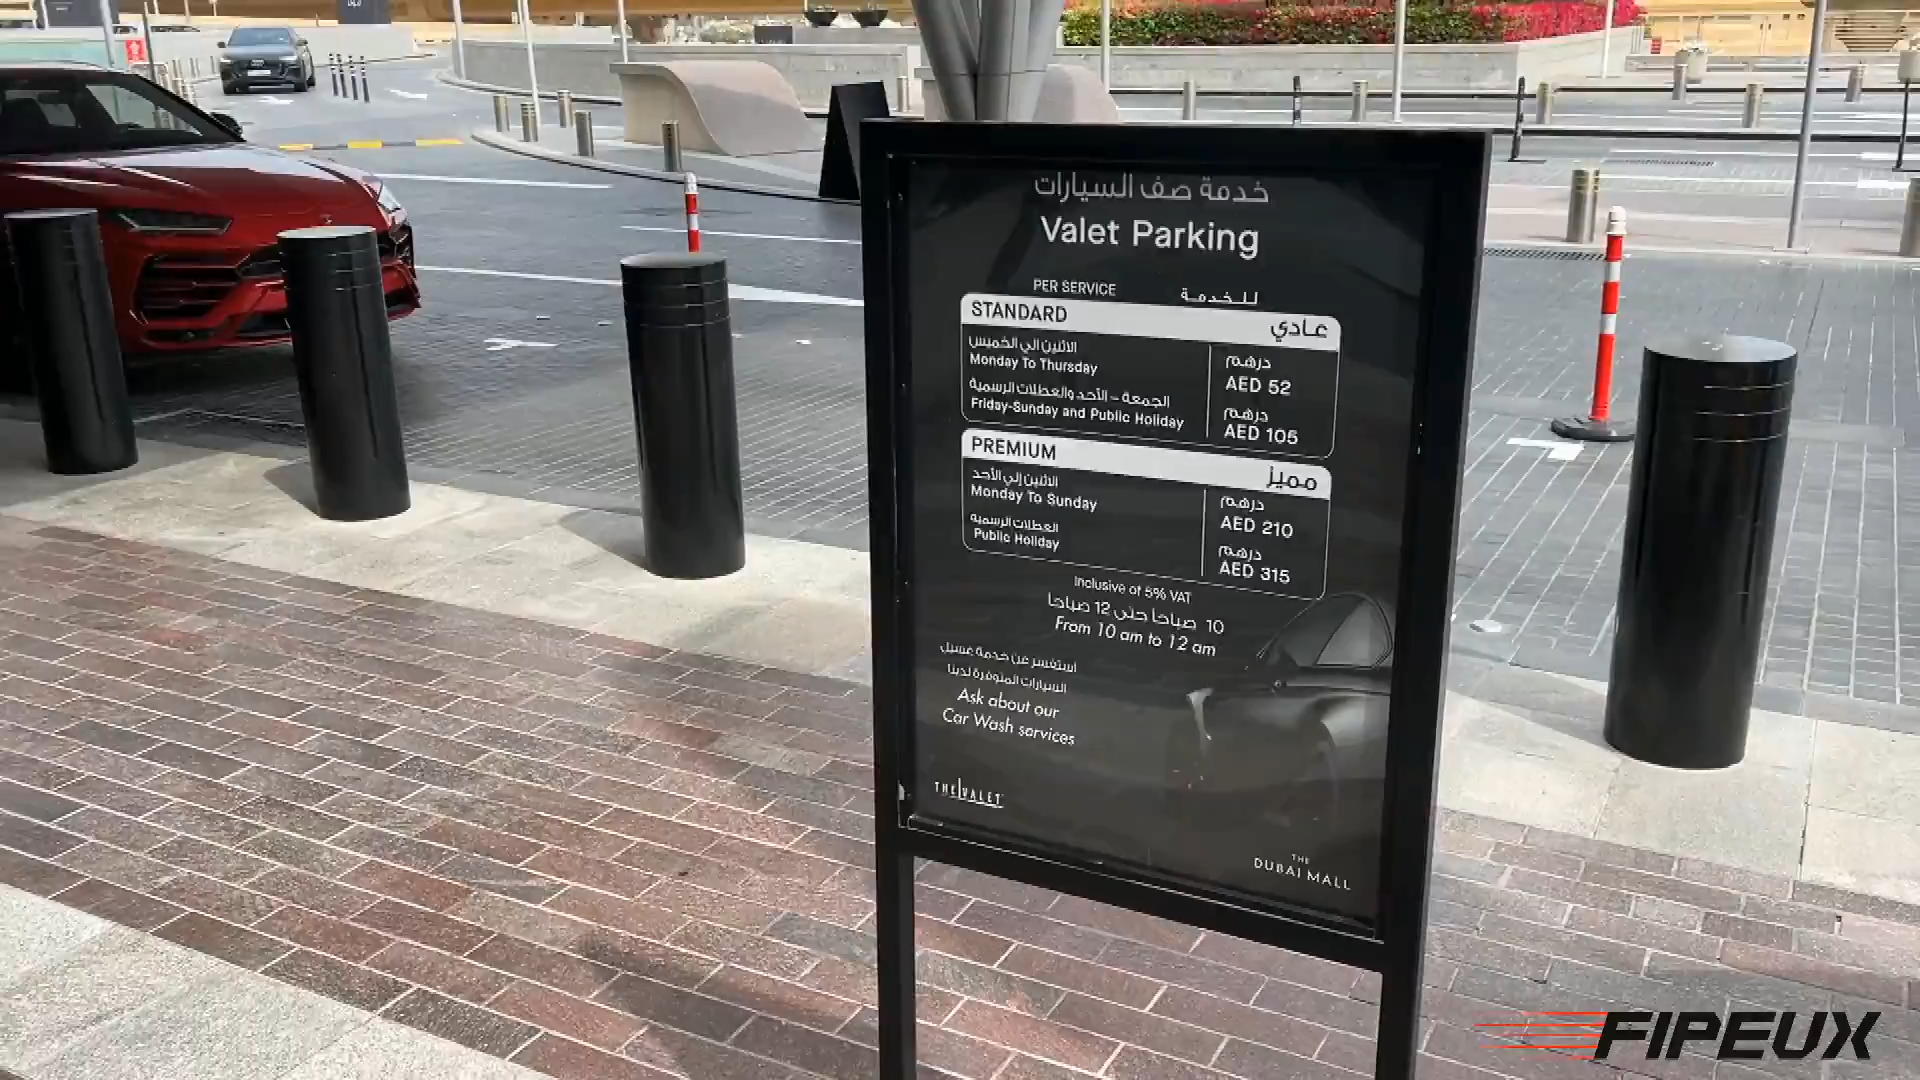 خدمة صف السيارات
Valet Parking
PER SERVICE للخدمة
STANDARD عادي
الاثنين إلي الخميس درهم
Monday To Thursday AED 52
الجمعة - الأحد والعطلات الرسمية درهم
Friday-Sunday and Public Holiday AED 105
PREMIUM مميز
الاثنين إلي الأحد درهم
Monday To Sunday AED 210
العطلات الرسمية درهم
Public Holiday AED 315
Inclusive of 5% VAT
10 صباحا حتى 12 صباحا
From 10 am to 12 am
استفسر عن خدمة غسيل
السيارات المتوفرة لدينا
Ask about our
Car Wash services
THE VALET
THE
DUBAI MALL
FIPEUX